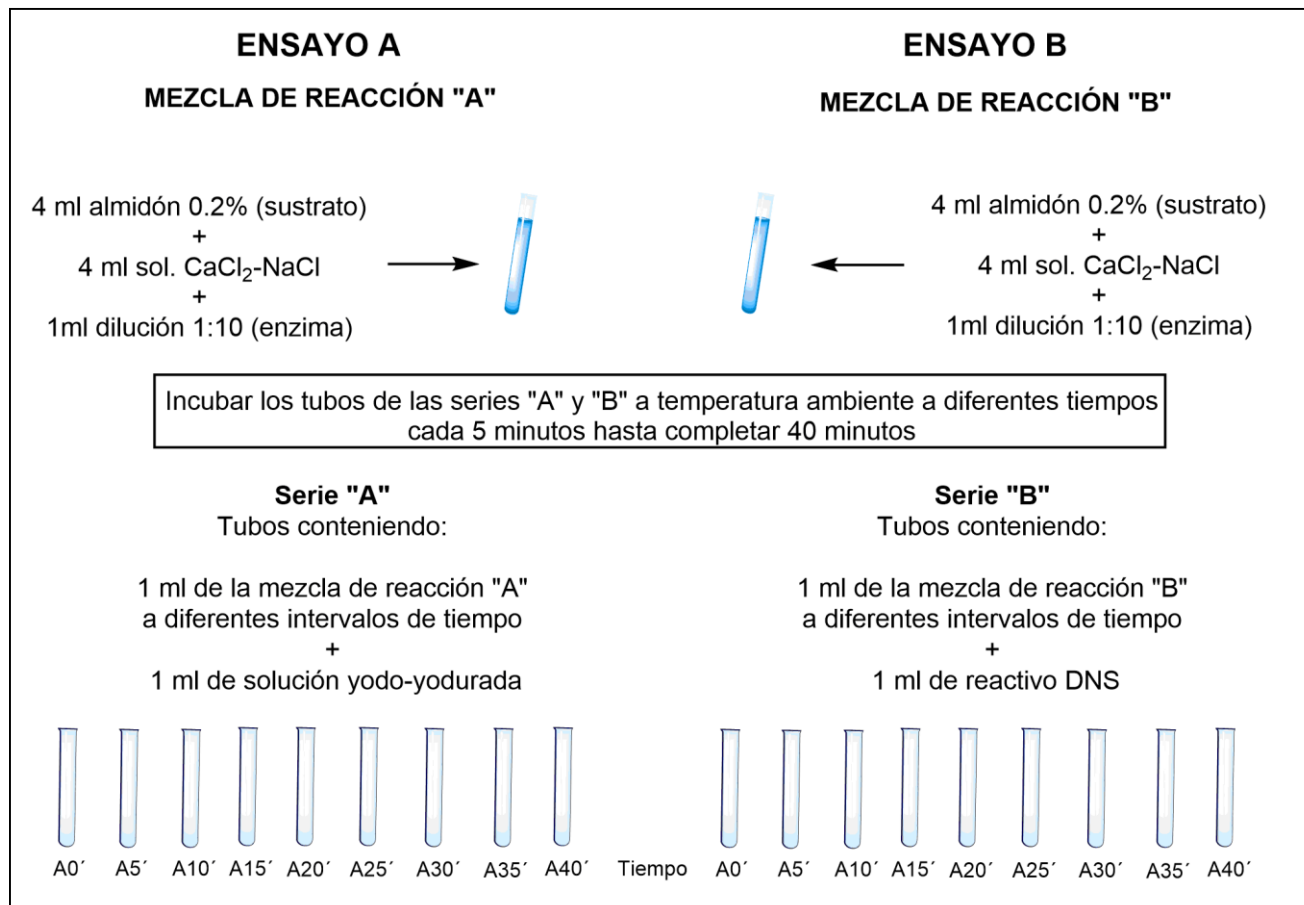 ENSAYO A
MEZCLA DE REACCIÓN "A"
4 ml almidón 0.2% (sustrato)
+
4 ml sol. CaCl2-NaCl
+
1ml dilución 1:10 (enzima)
ENSAYO B
MEZCLA DE REACCIÓN "B"
4 ml almidón 0.2% (sustrato)
+
4 ml sol. CaCl2-NaCl
+
1ml dilución 1:10 (enzima)
Incubar los tubos de las series "A" y "B" a temperatura ambiente a diferentes tiempos
cada 5 minutos hasta completar 40 minutos
Serie "A"
Tubos conteniendo:
1 ml de la mezcla de reacción "A"
a diferentes intervalos de tiempo
+
1 ml de solución yodo-yodurada
Serie "B"
Tubos conteniendo:
1 ml de la mezcla de reacción "B"
a diferentes intervalos de tiempo
+
1 ml de reactivo DNS
A0´ A5´ A10´ A15´ A20´ A25´ A30´ A35´ A40´ Tiempo A0´ A5´ A10´ A15´ A20´ A25´ A30´ A35´ A40´